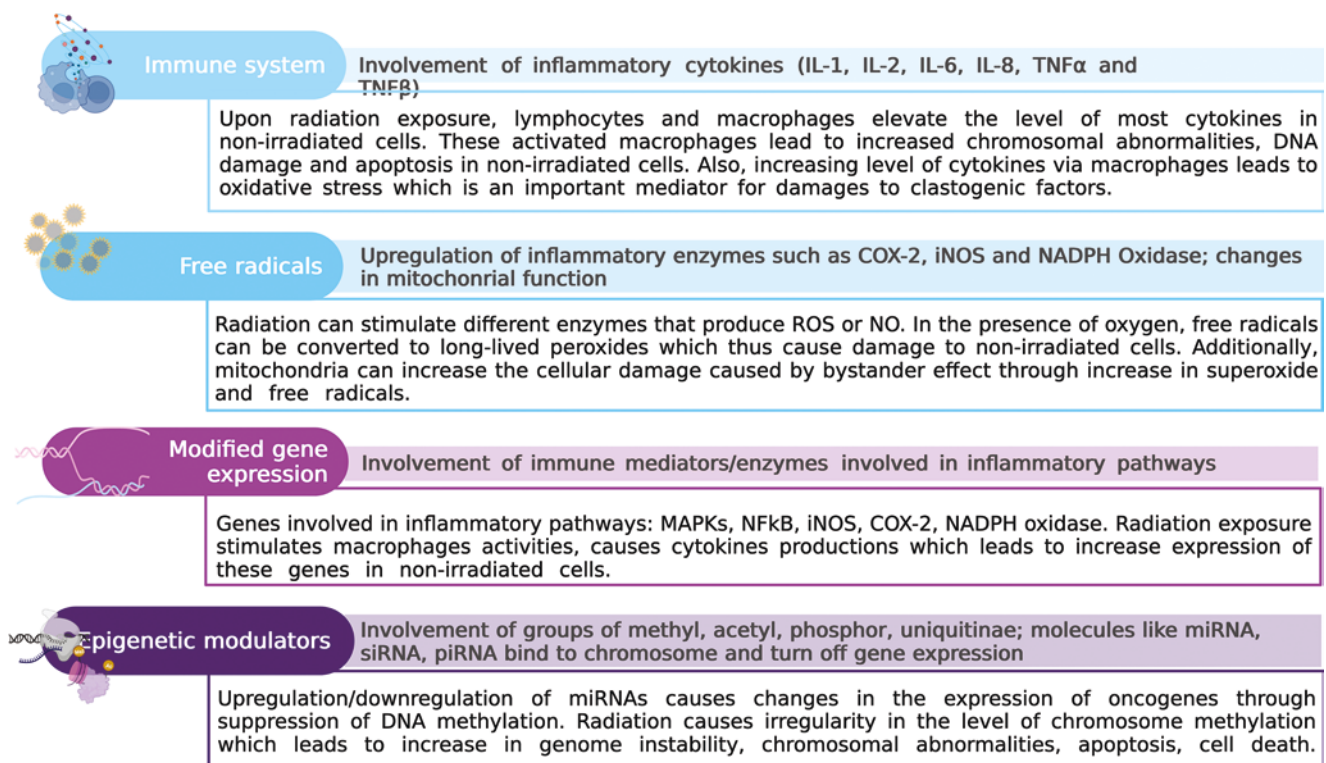 Immune system
Involvement of inflammatory cytokines (IL-1, IL-2, IL-6, IL-8, TNFα and
TNFβ)
Upon radiation exposure, lymphocytes and macrophages elevate the level of most cytokines in
non-irradiated cells. These activated macrophages lead to increased chromosomal abnormalities, DNA
damage and apoptosis in non-irradiated cells. Also, increasing level of cytokines via macrophages leads to
oxidative stress which is an important mediator for damages to clastogenic factors.
Free radicals
Upregulation of inflammatory enzymes such as COX-2, iNOS and NADPH Oxidase; changes
in mitochonrial function
Radiation can stimulate different enzymes that produce ROS or NO. In the presence of oxygen, free radicals
can be converted to long-lived peroxides which thus cause damage to non-irradiated cells. Additionally,
mitochondria can increase the cellular damage caused by bystander effect through increase in superoxide
and free radicals.
Modified gene
expression
Involvement of immune mediators/enzymes involved in inflammatory pathways
Genes involved in inflammatory pathways: MAPKs, NFkB, iNOS, COX-2, NADPH oxidase. Radiation exposure
stimulates macrophages activities, causes cytokines productions which leads to increase expression of
these genes in non-irradiated cells.
Epigenetic modulators
Involvement of groups of methyl, acetyl, phosphor, uniquitinae; molecules like miRNA,
siRNA, piRNA bind to chromosome and turn off gene expression
Upregulation/downregulation of miRNAs causes changes in the expression of oncogenes through
suppression of DNA methylation. Radiation causes irregularity in the level of chromosome methylation
which leads to increase in genome instability, chromosomal abnormalities, apoptosis, cell death.